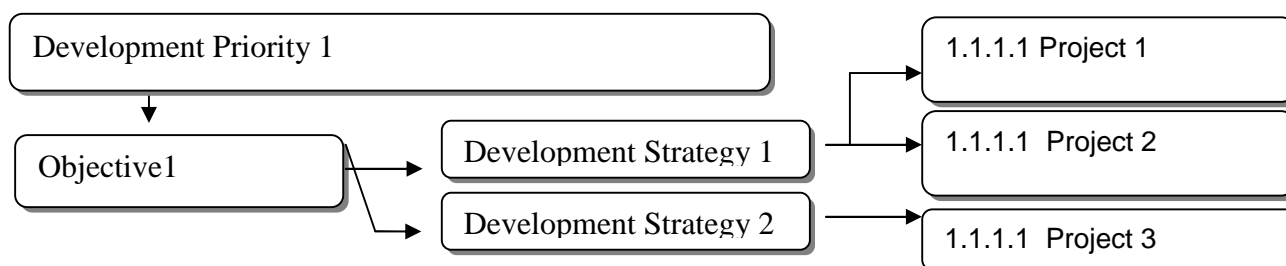 Development Priority 1
Objective1
Development Strategy 1
Development Strategy 2
1.1.1.1 Project 1
1.1.1.1  Project 2
1.1.1.1  Project 3